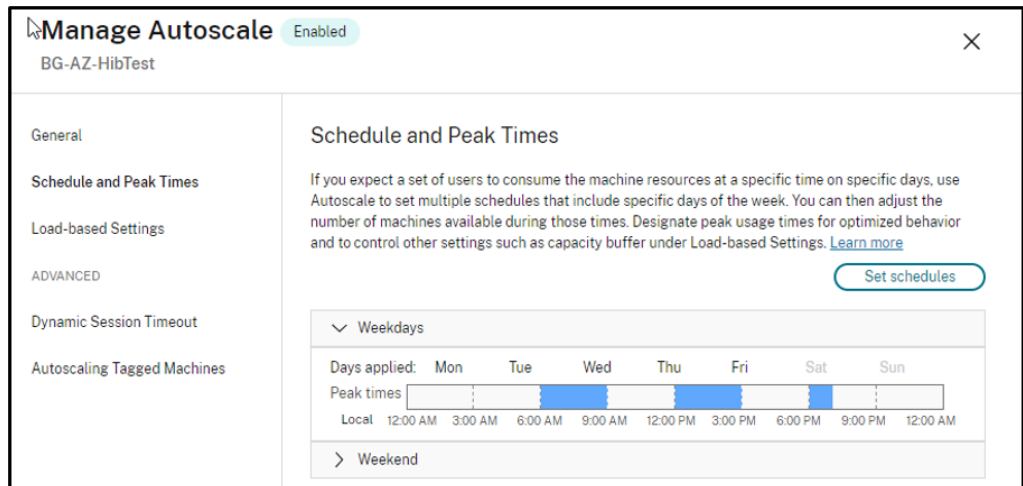 Manage Autoscale Enabled
BG-AZ-HibTest
General
Schedule and Peak Times
Load-based Settings
ADVANCED
Dynamic Session Timeout
Autoscaling Tagged Machines
Schedule and Peak Times
If you expect a set of users to consume the machine resources at a specific time on specific days, use
Autoscale to set multiple schedules that include specific days of the week. You can then adjust the
number of machines available during those times. Designate peak usage times for optimized behavior
and to control other settings such as capacity buffer under Load-based Settings. Learn more
Set schedules
Weekdays
Days applied: Mon Tue Wed Thu Fri Sat Sun
Peak times
Local 12:00 AM 3:00 AM 6:00 AM 9:00 AM 12:00 PM 3:00 PM 6:00 PM 9:00 PM 12:00 AM
Weekend